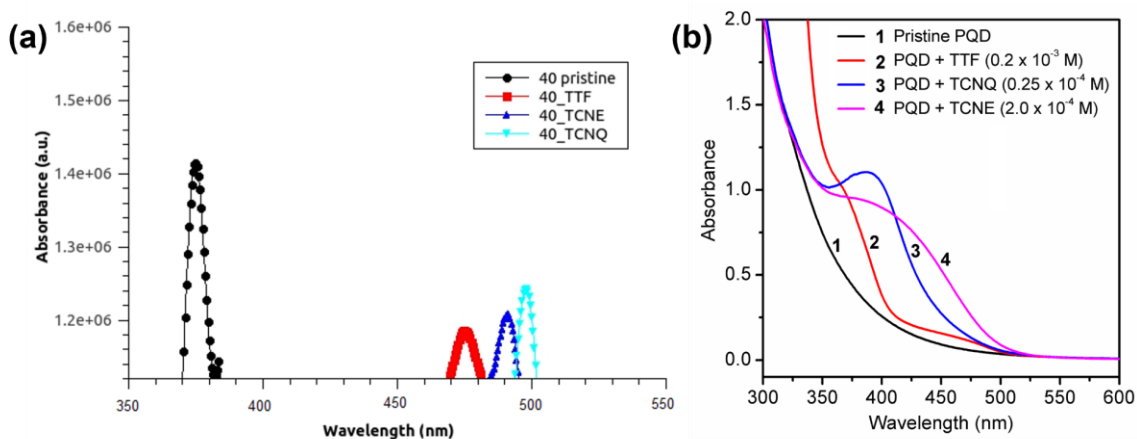 (a)
1.6e+06
1.5e+06
1.4e+06
1.3e+06
1.2e+06
Absorbance (a.u.)
40 pristine
40_TTF
40_TCNE
40_TCNQ
350
400
450
500
550
Wavelength (nm)
(b)
2.0
1.5
1.0
0.5
0.0
Absorbance
1 Pristine PQD
2 PQD + TTF (0.2 x 10⁻³ M)
3 PQD + TCNQ (0.25 x 10⁻⁴ M)
4 PQD + TCNE (2.0 x 10⁻⁴ M)
1
2
3
4
300
350
400
450
500
550
600
Wavelength (nm)